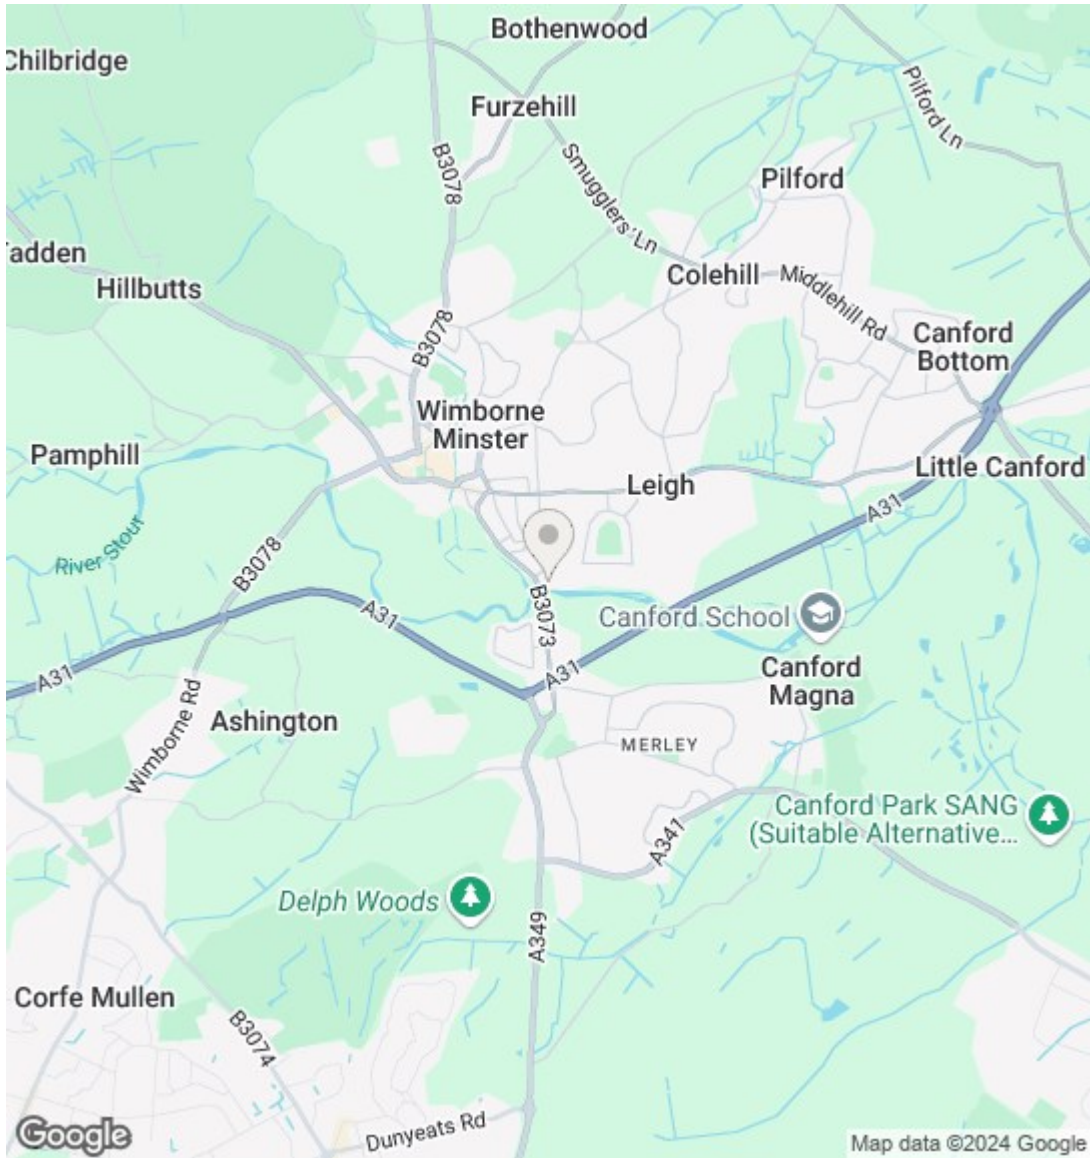 Bothenwood
Chilbridge
Furzehill
B3078
Pilford Ln
Smugglers' Ln
Pilford
Hillbutts
Colehill
Middlehill Rd
B3078
Canford
Bottom
Wimborne
Minster
Pamphill
Leigh
Little Canford
A31
River Stour
B3078
B3073
Canford School
A31
A31
A31
Canford
Magna
Wimborne Rd
Ashington
MERLEY
Canford Park SANG
(Suitable Alternative...
A341
Delph Woods
A349
Corfe Mullen
B3074
Dunyeats Rd
Google
Map data ©2024 Google